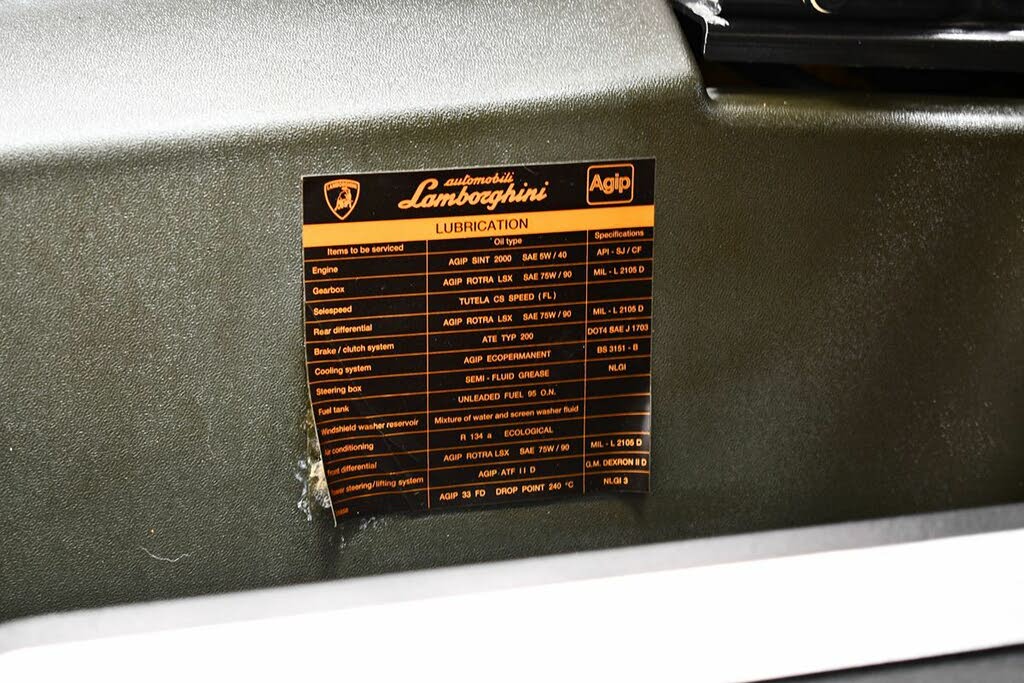 automobili
Lamborghini
Agip
LUBRICATION
Items to be serviced Oil type Specifications
Engine AGIP SINT 2000 SAE 5W / 40 API - SJ / CF
Gearbox AGIP ROTRA LSX SAE 75W / 90 MIL - L 2105 D
Selespeed TUTELA CS SPEED ( FL )
Rear differential AGIP ROTRA LSX SAE 75W / 90 MIL - L 2105 D
Brake / clutch system ATE TYP 200 DOT4 SAE J 1703
Cooling system AGIP ECOPERMANENT BS 3151 - B
Steering box SEMI - FLUID GREASE NLGI
Fuel tank UNLEADED FUEL 95 O.N.
Windshield washer reservoir Mixture of water and screen washer fluid
Air conditioning R 134 a ECOLOGICAL
front differential AGIP ROTRA LSX SAE 75W / 90 MIL - L 2105 D
power steering/lifting system AGIP ATF II D G.M. DEXRON II D
AGIP 33 FD DROP POINT 240 °C NLGI 3